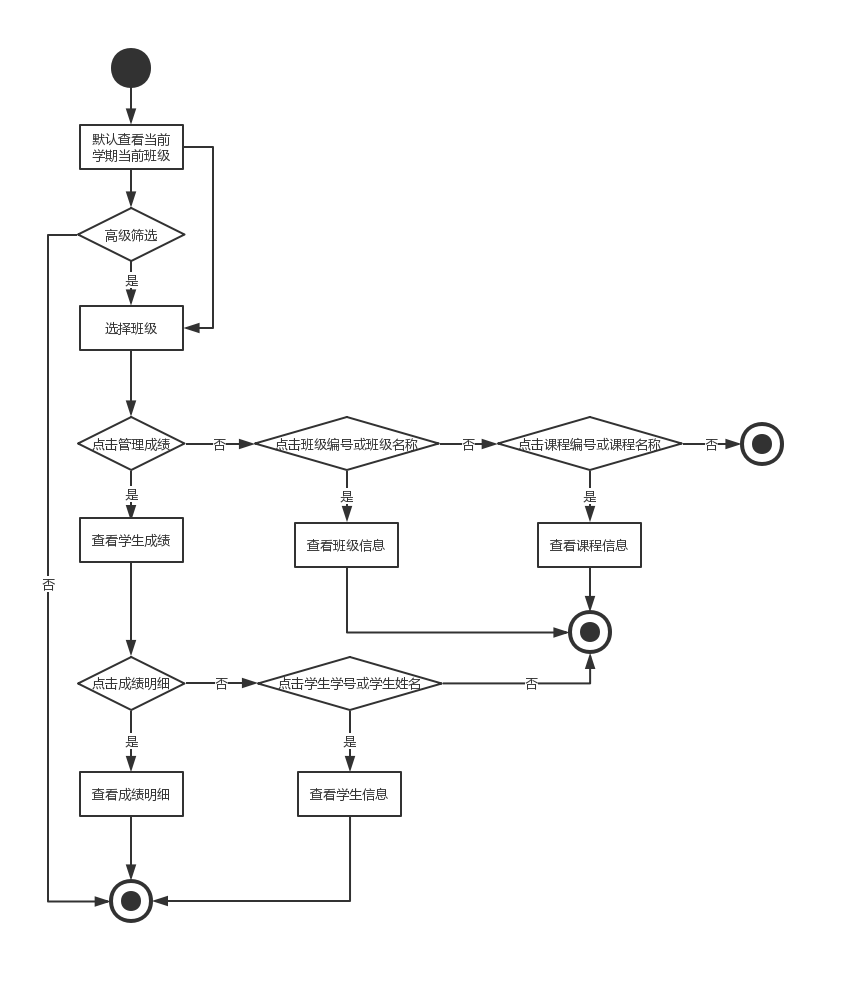 默认查看当前
学期当前班级
高级筛选
是
选择班级
点击管理成绩
否
点击班级编号或班级名称
否
点击课程编号或课程名称
否
是
是
是
查看学生成绩
查看班级信息
查看课程信息
否
点击成绩明细
否
点击学生学号或学生姓名
否
是
是
查看成绩明细
查看学生信息